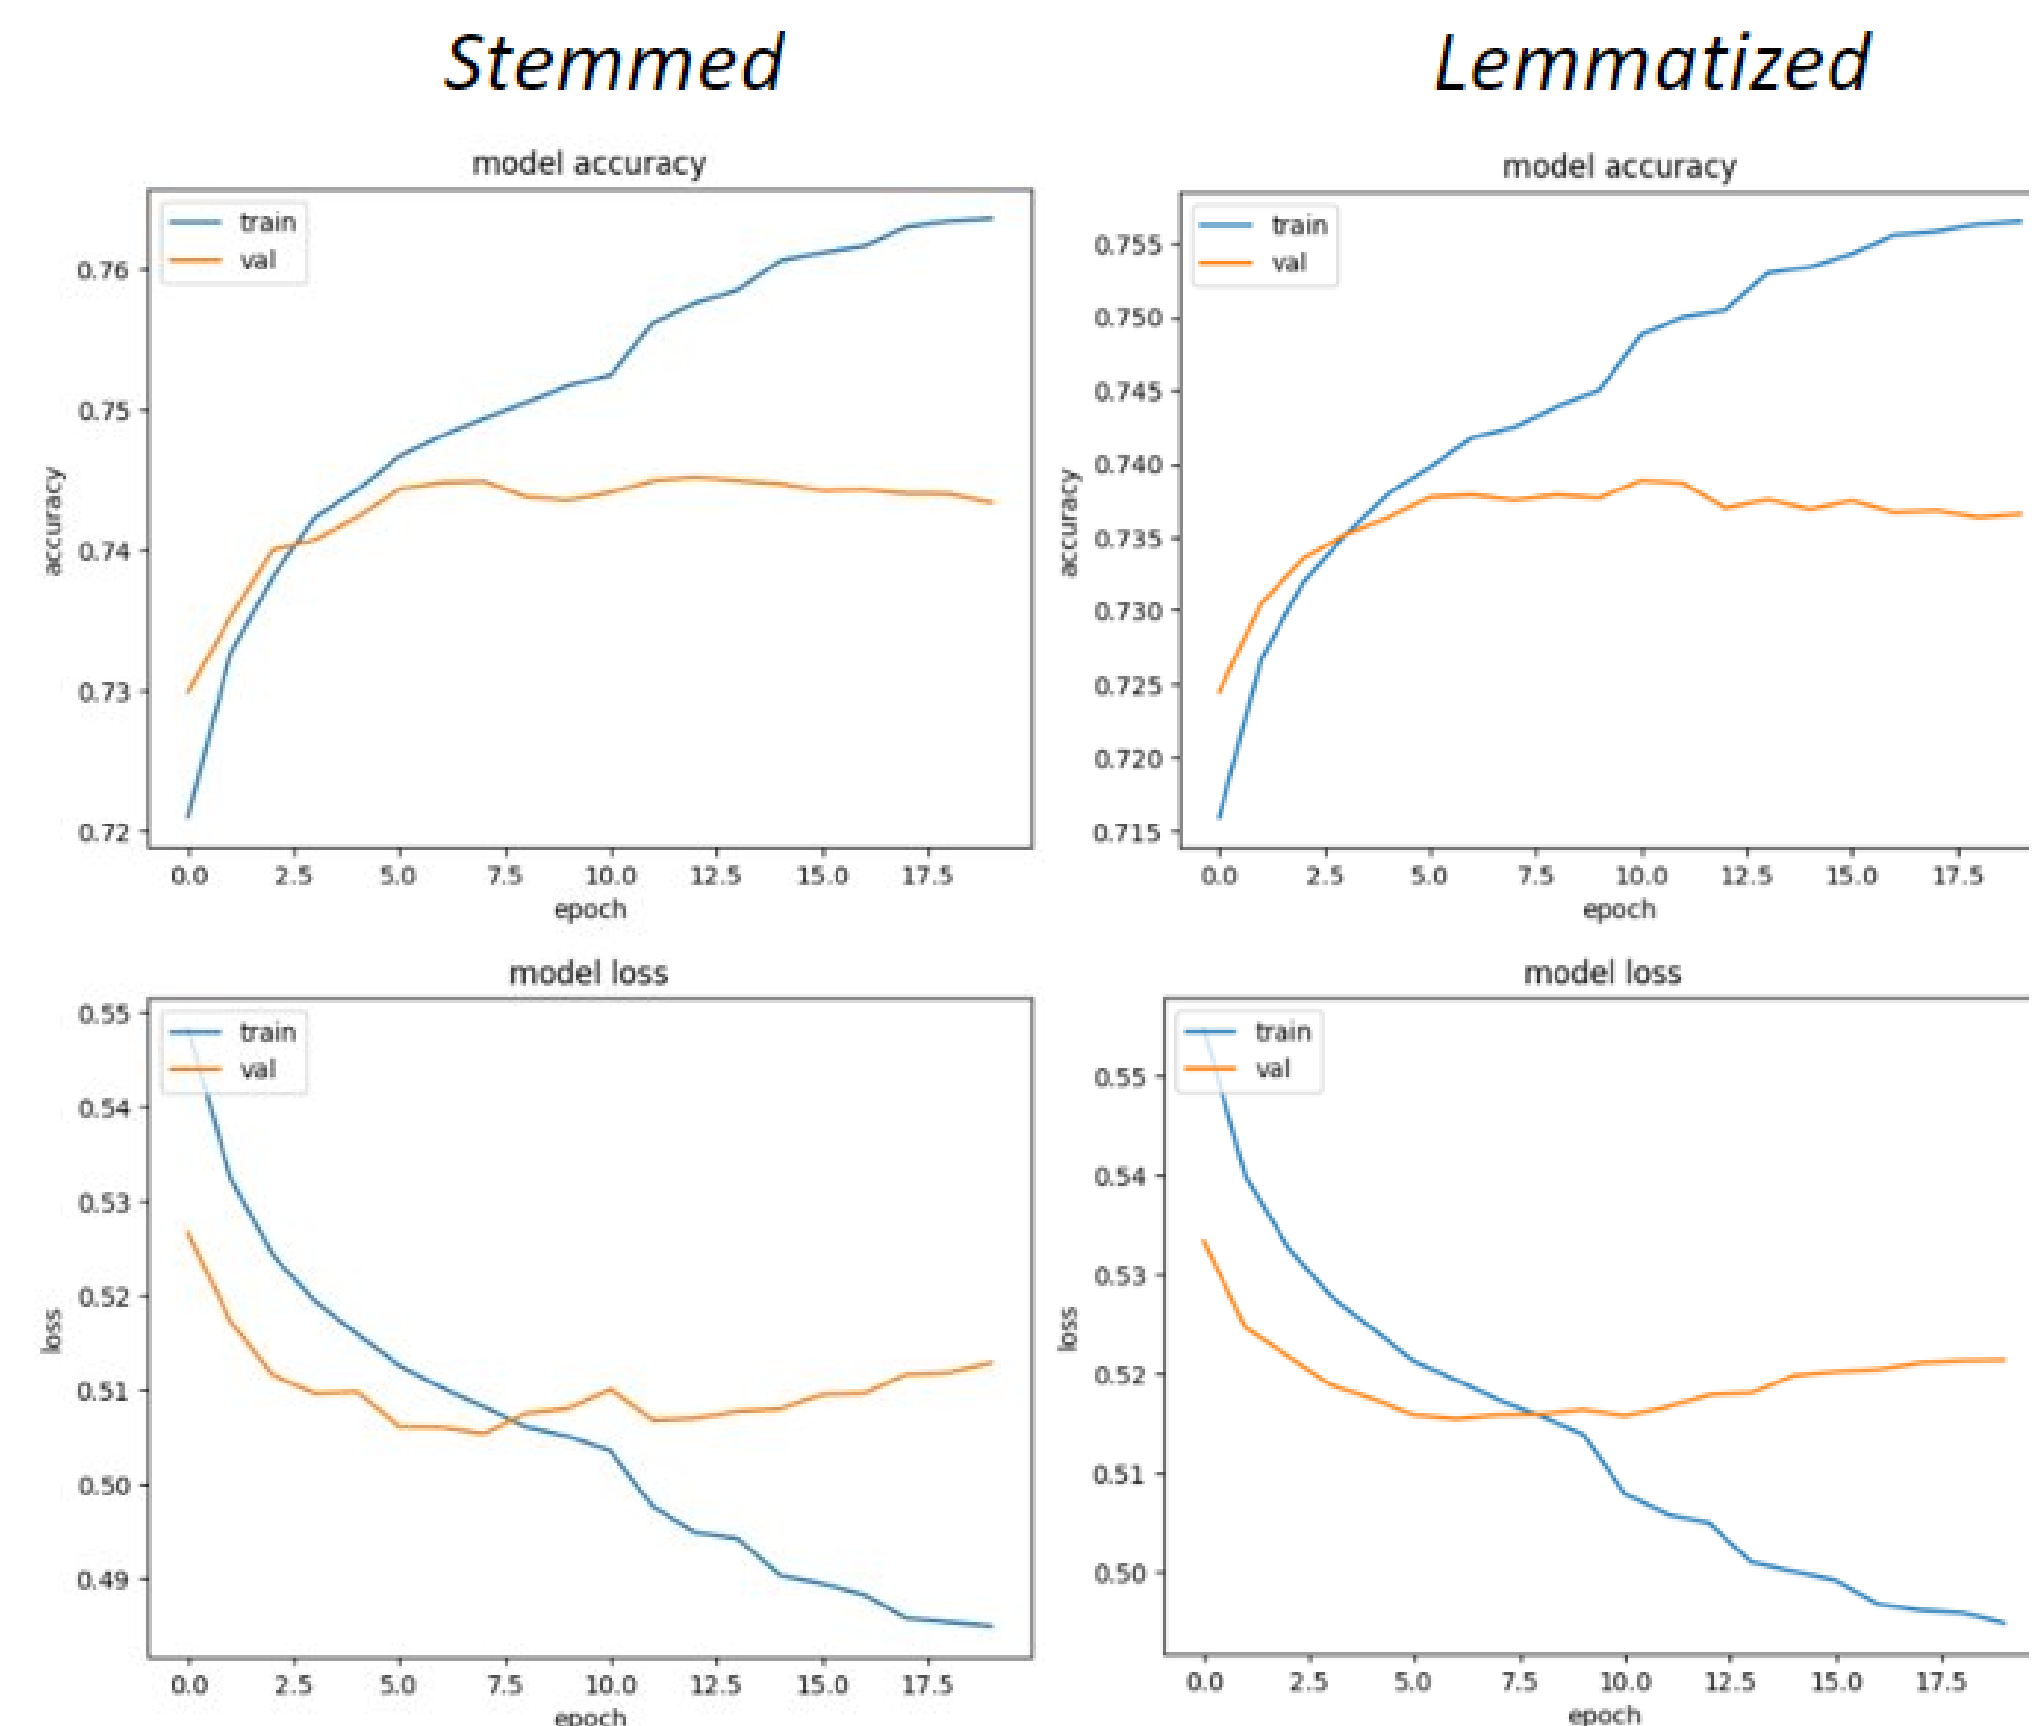 Stemmed
Lemmatized
model accuracy
train
val
0.76
0.75
0.74
0.73
0.72
accuracy
0.0 2.5 5.0 7.5 10.0 12.5 15.0 17.5
epoch
model accuracy
train
val
0.755
0.750
0.745
0.740
0.735
0.730
0.725
0.720
0.715
accuracy
0.0 2.5 5.0 7.5 10.0 12.5 15.0 17.5
epoch
model loss
train
val
0.55
0.54
0.53
0.52
0.51
0.50
0.49
loss
0.0 2.5 5.0 7.5 10.0 12.5 15.0 17.5
epoch
model loss
train
val
0.55
0.54
0.53
0.52
0.51
0.50
loss
0.0 2.5 5.0 7.5 10.0 12.5 15.0 17.5
epoch